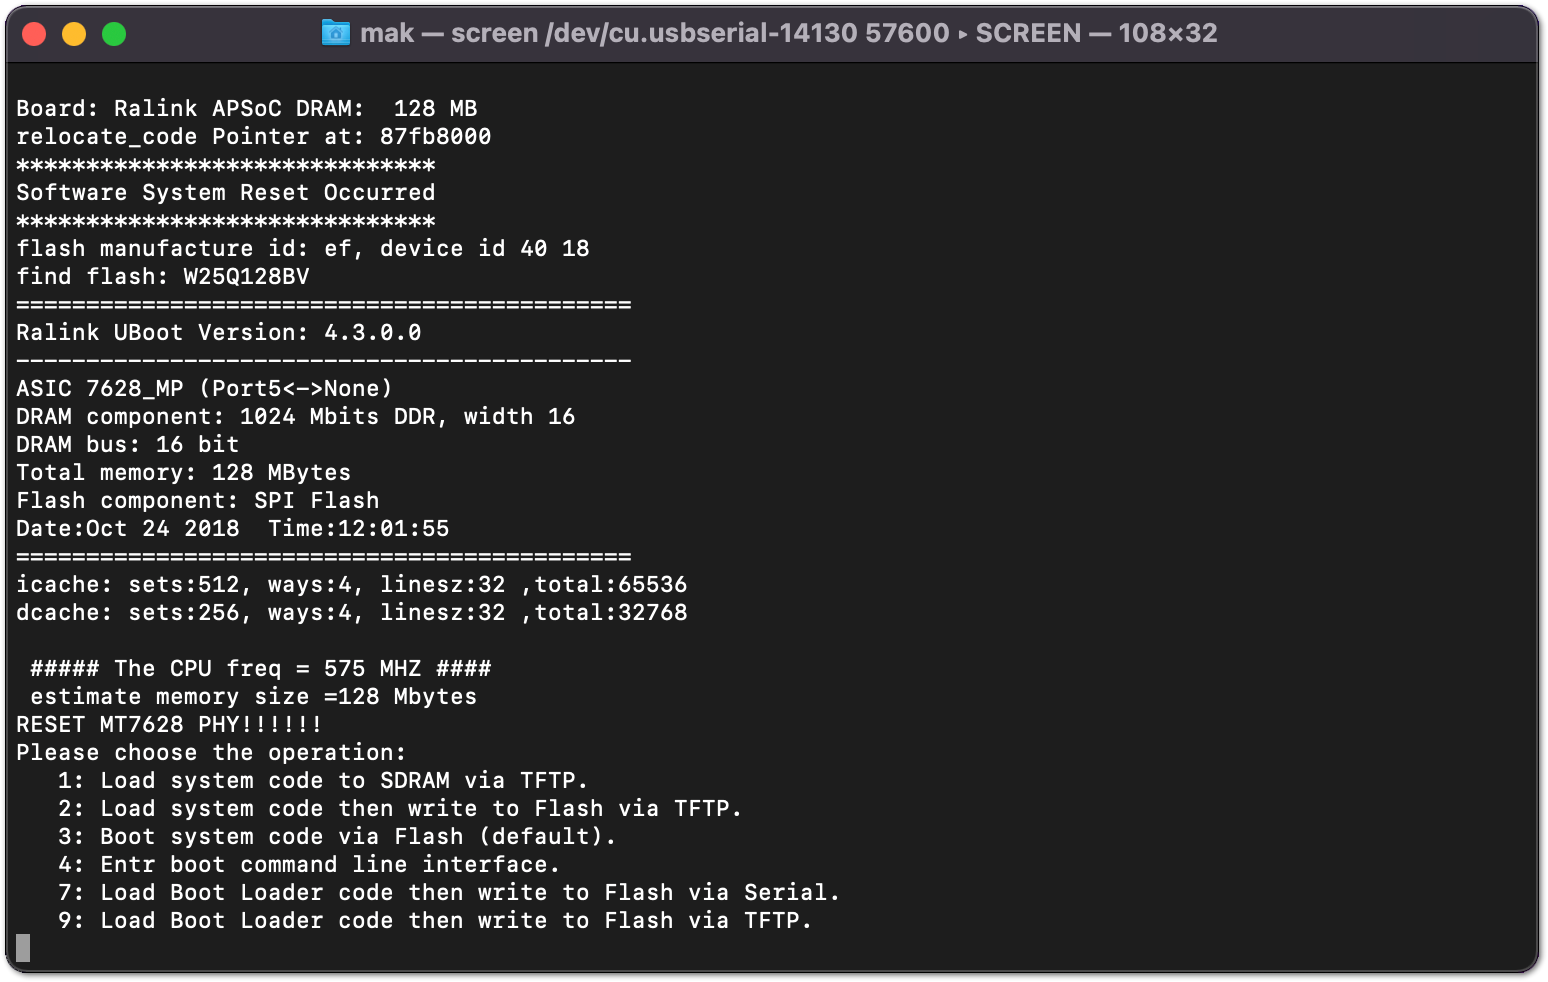 mak — screen /dev/cu.usbserial-14130 57600 ▸ SCREEN — 108×32
Board: Ralink APSoC DRAM:  128 MB
relocate_code Pointer at: 87fb8000
******************************
Software System Reset Occurred
******************************
flash manufacture id: ef, device id 40 18
find flash: W25Q128BV
============================================
Ralink UBoot Version: 4.3.0.0
--------------------------------------------
ASIC 7628_MP (Port5<->None)
DRAM component: 1024 Mbits DDR, width 16
DRAM bus: 16 bit
Total memory: 128 MBytes
Flash component: SPI Flash
Date:Oct 24 2018  Time:12:01:55
============================================
icache: sets:512, ways:4, linesz:32 ,total:65536
dcache: sets:256, ways:4, linesz:32 ,total:32768
 ##### The CPU freq = 575 MHZ ####
 estimate memory size =128 Mbytes
RESET MT7628 PHY!!!!!!
Please choose the operation:
   1: Load system code to SDRAM via TFTP.
   2: Load system code then write to Flash via TFTP.
   3: Boot system code via Flash (default).
   4: Entr boot command line interface.
   7: Load Boot Loader code then write to Flash via Serial.
   9: Load Boot Loader code then write to Flash via TFTP.